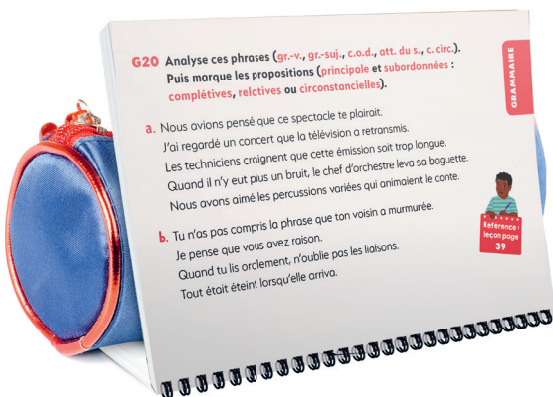 G20 Analyse ces phrases (gr.-v., gr.-suj., c.o.d., att. du s., c. circ.).
Puis marque les propositions (principale et subordonnées :
complétives, relatives ou circonstancielles).
a. Nous avions pensé que ce spectacle te plairait.
J'ai regardé un concert que la télévision a retransmis.
Les techniciens craignent que cette émission soit trop longue.
Quand il n'y eut plus un bruit, le chef d'orchestre leva sa baguette.
Nous avons aimé les percussions variées qui animaient le conte.
b. Tu n'as pas compris la phrase que ton voisin a murmurée.
Je pense que vous avez raison.
Quand tu lis oralement, n'oublie pas les liaisons.
Tout était éteint lorsqu'elle arriva.
GRAMMAIRE
Référence :
leçon page
39